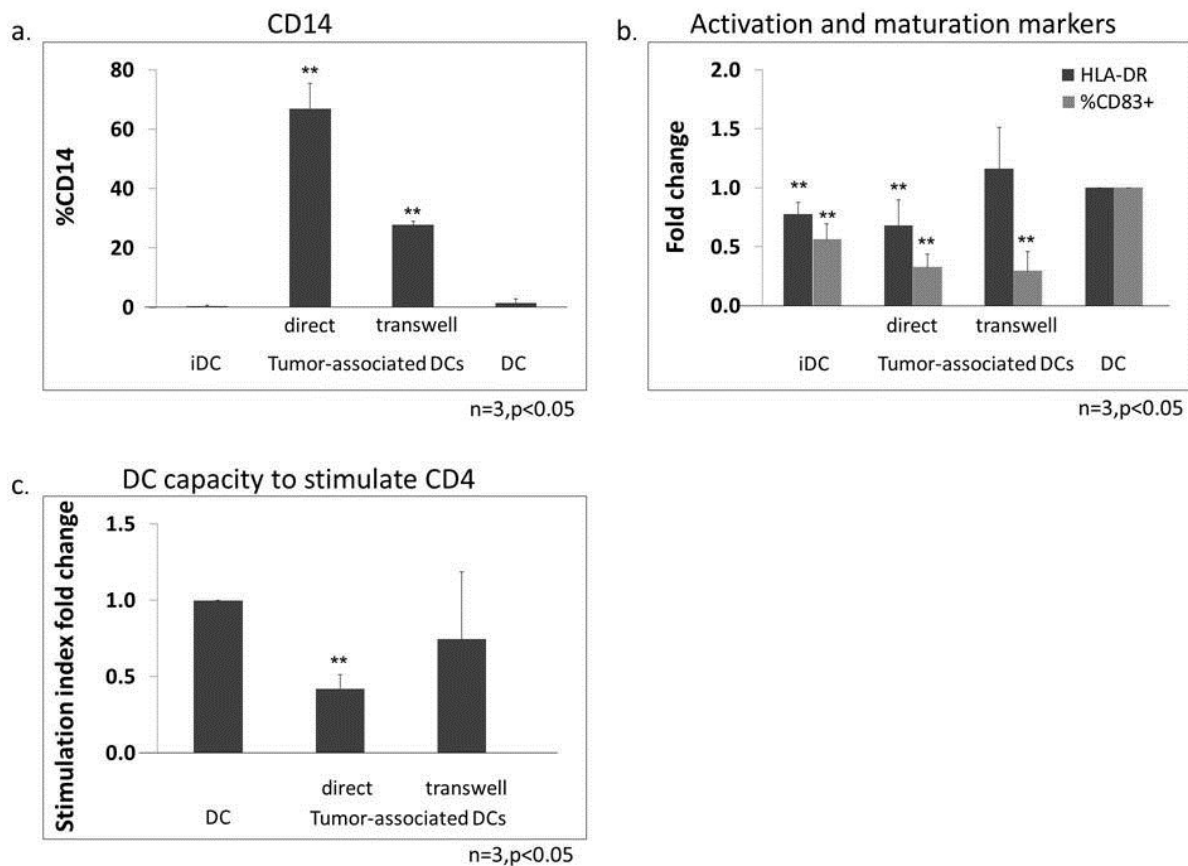 a.
CD14
%CD14
80
60
40
20
0
**
**
direct transwell
iDC Tumor-associated DCs DC
n=3,p<0.05
b.
Activation and maturation markers
Fold change
2.0
1.5
1.0
0.5
0.0
HLA-DR
%CD83+
**
**
**
**
**
direct transwell
iDC Tumor-associated DCs DC
n=3,p<0.05
c.
DC capacity to stimulate CD4
Stimulation index fold change
1.5
1.0
0.5
0.0
**
direct transwell
DC Tumor-associated DCs
n=3,p<0.05